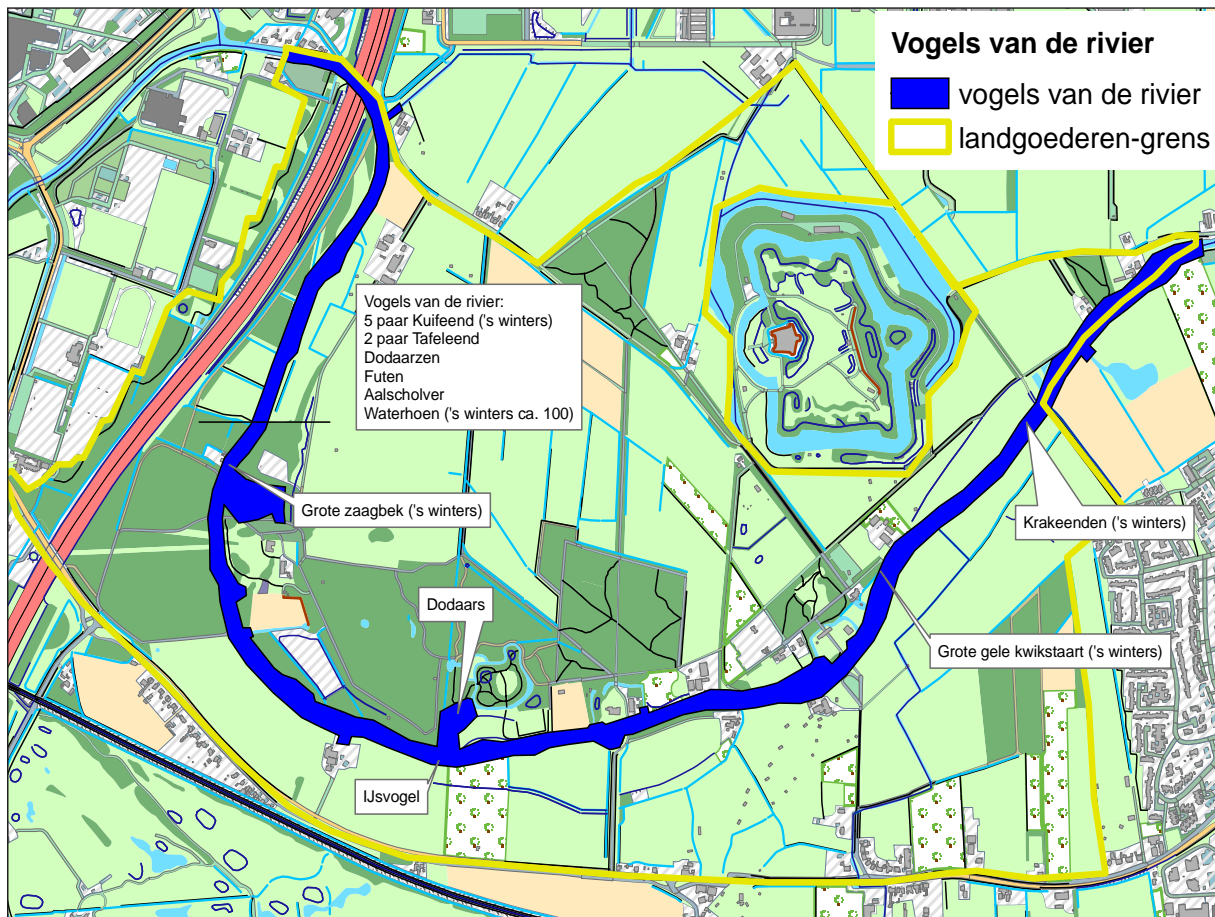 Vogels van de rivier
vogels van de rivier
landgoederen-grens
Vogels van de rivier:
5 paar Kuifeend ('s winters)
2 paar Tafeleend
Dodaarzen
Futen
Aalscholver
Waterhoen ('s winters ca. 100)
Grote zaagbek ('s winters)
Krakeenden ('s winters)
Dodaars
Grote gele kwikstaart ('s winters)
IJsvogel